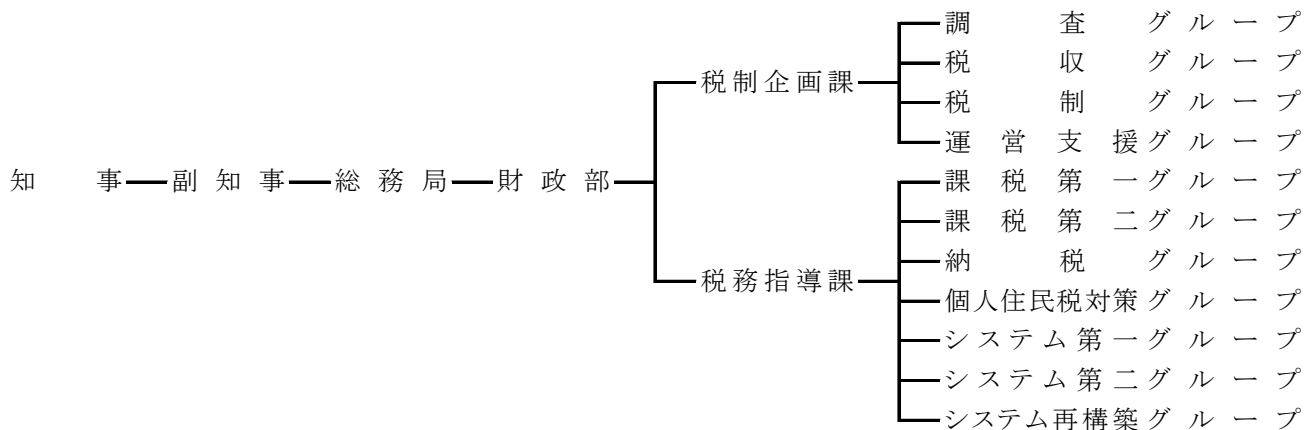 調査グループ
税収グループ
税制企画課
税制グループ
運営支援グループ
知事 副知事 総務局 財政部
課税第一グループ
課税第二グループ
納税グループ
税務指導課
個人住民税対策グループ
システム第一グループ
システム第二グループ
システム再構築グループ